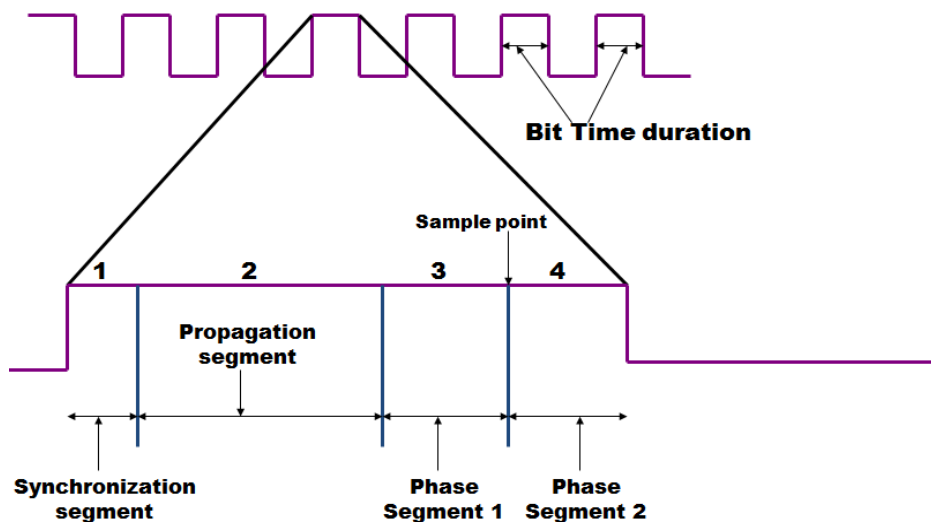 Bit Time duration
Sample point
1
2
3
4
Propagation
segment
Synchronization
segment
Phase
Segment 1
Phase
Segment 2